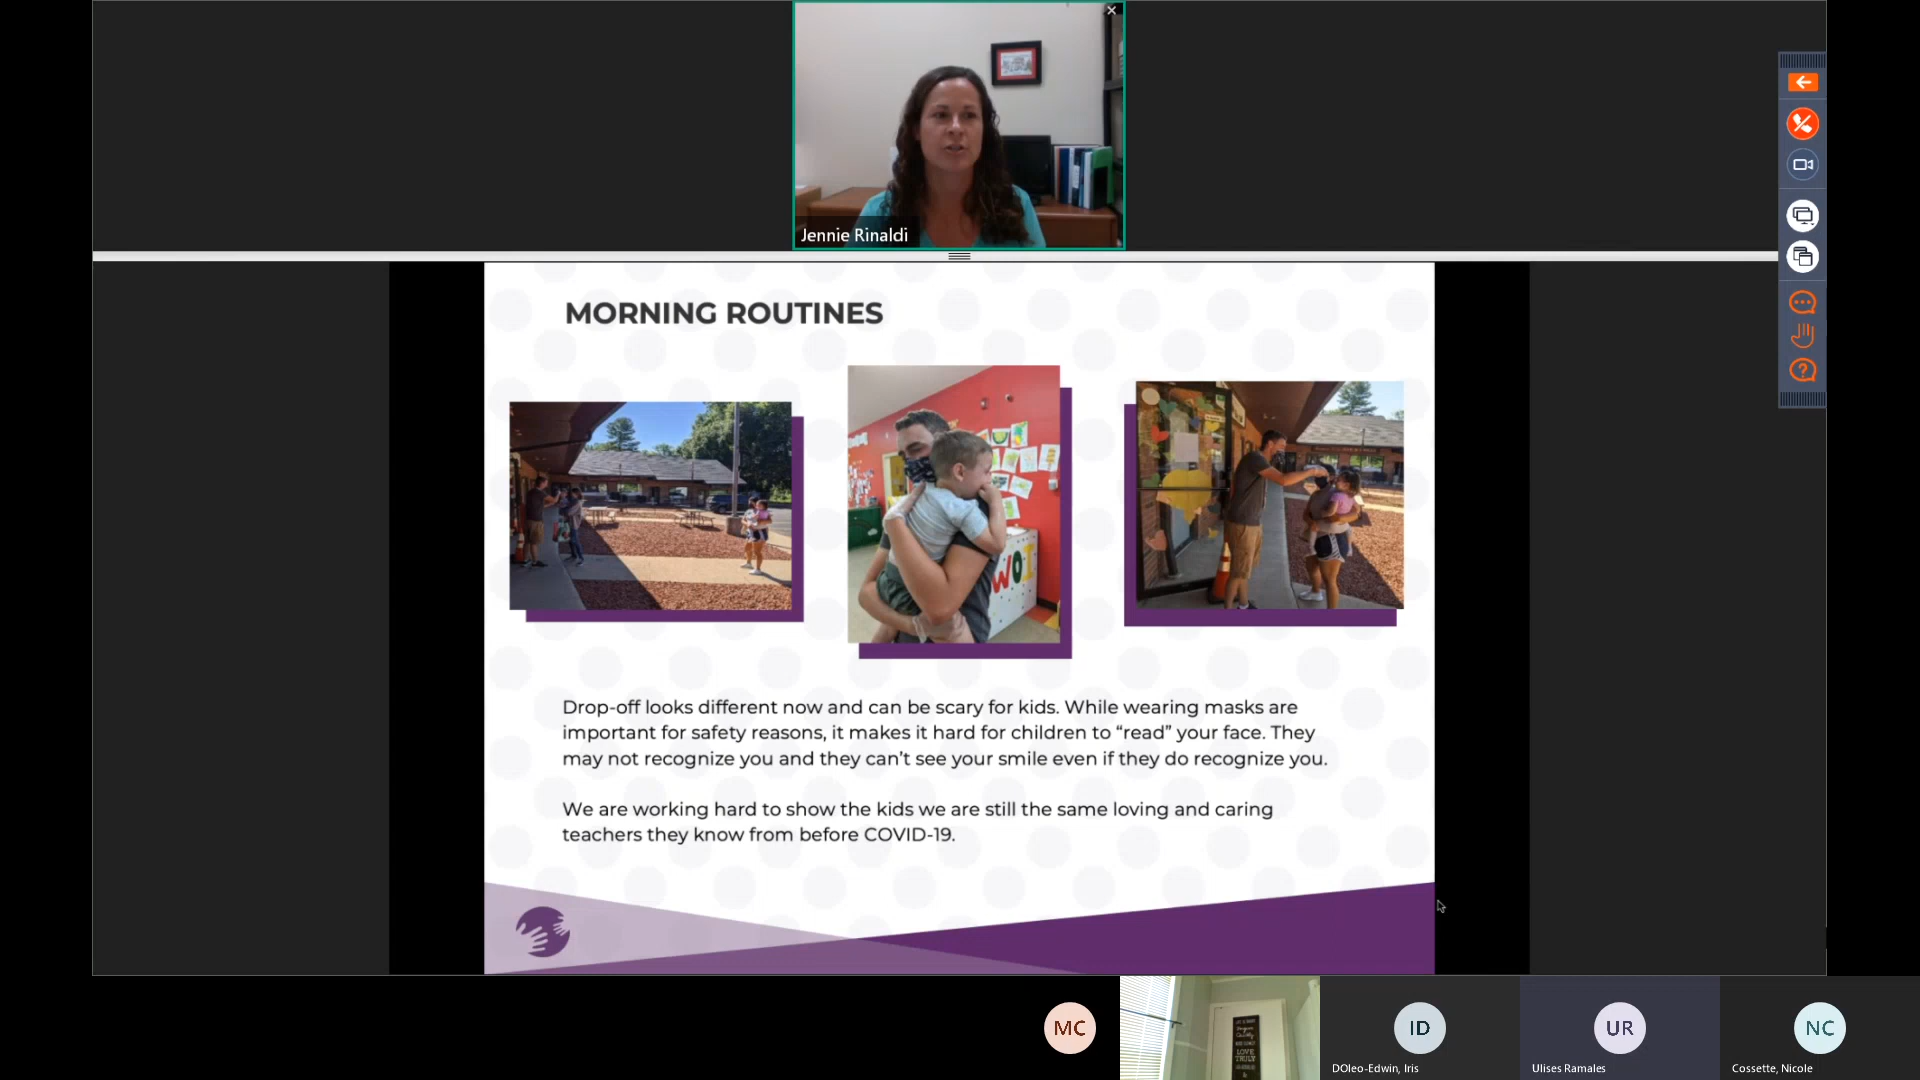 Jennie Rinaldi
MORNING ROUTINES
WO
Drop-off looks different now and can be scary for kids. While wearing masks are
important for safety reasons, it makes it hard for children to “read” your face. They
may not recognize you and they can’t see your smile even if they do recognize you.
We are working hard to show the kids we are still the same loving and caring
teachers they know from before COVID-19.
MC
LOVE
TRULY
ID
UR
NC
DOleo-Edwin, Iris
Ulises Ramales
Cossette, Nicole